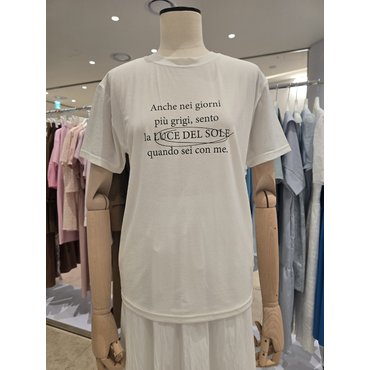 Anche nei giorni
più grigi, sento
la LUCE DEL SOLE
quando sei con me.